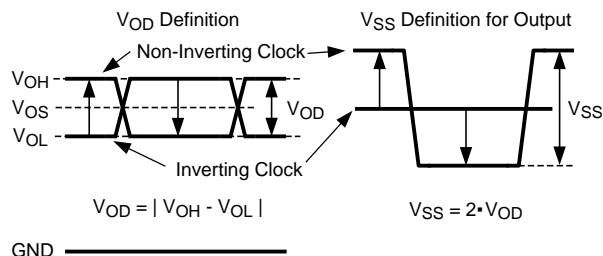 VOD Definition
VSS Definition for Output
Non-Inverting Clock
VOH
VOS
VOL
VOD
VSS
Inverting Clock
VOD = | VOH - VOL |
VSS = 2·VOD
GND